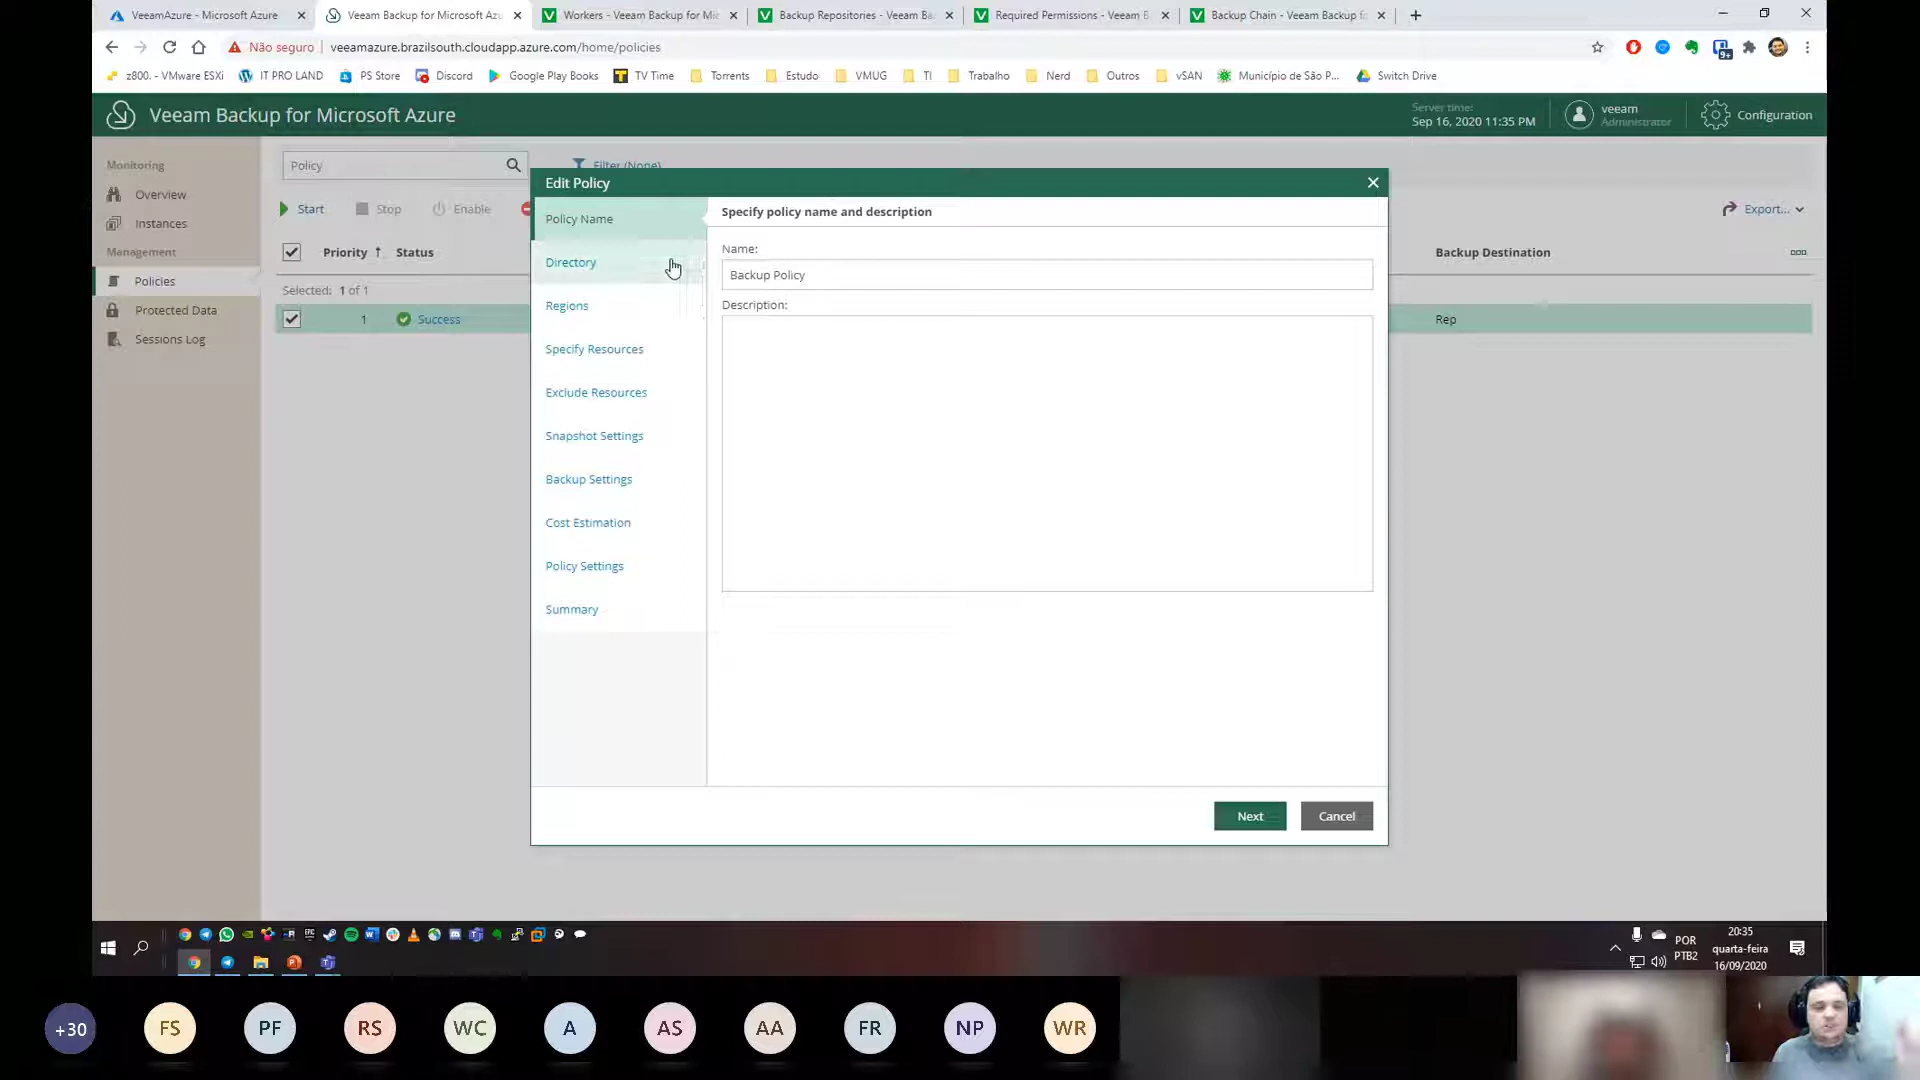 VeeamAzure - Microsoft Azure
Veeam Backup for Microsoft Azu
Workers - Veeam Backup for Mic
Backup Repositories - Veeam Ba
Required Permissions - Veeam B
Backup Chain - Veeam Backup fo
Não seguro
veeamazure.brazilsouth.cloudapp.azure.com/home/policies
9+
z800. - VMware ESXi
IT PRO LAND
PS Store
Discord
Google Play Books
TV Time
Torrents
Estudo
VMUG
TI
Trabalho
Nerd
Outros
vSAN
Município de São P...
Switch Drive
Veeam Backup for Microsoft Azure
Server time:
Sep 16, 2020 11:35 PM
veeam
Administrator
Configuration
Monitoring
Overview
Instances
Management
Policies
Protected Data
Sessions Log
Policy
Filter (None)
Start
Stop
Enable
Export...
Priority
Status
Backup Destination
Selected: 1 of 1
1
Success
Rep
Edit Policy
Policy Name
Directory
Regions
Specify Resources
Exclude Resources
Snapshot Settings
Backup Settings
Cost Estimation
Policy Settings
Summary
Specify policy name and description
Name:
Backup Policy
Description:
Next
Cancel
POR
PTB2
20:35
quarta-feira
16/09/2020
+30
FS
PF
RS
WC
A
AS
AA
FR
NP
WR